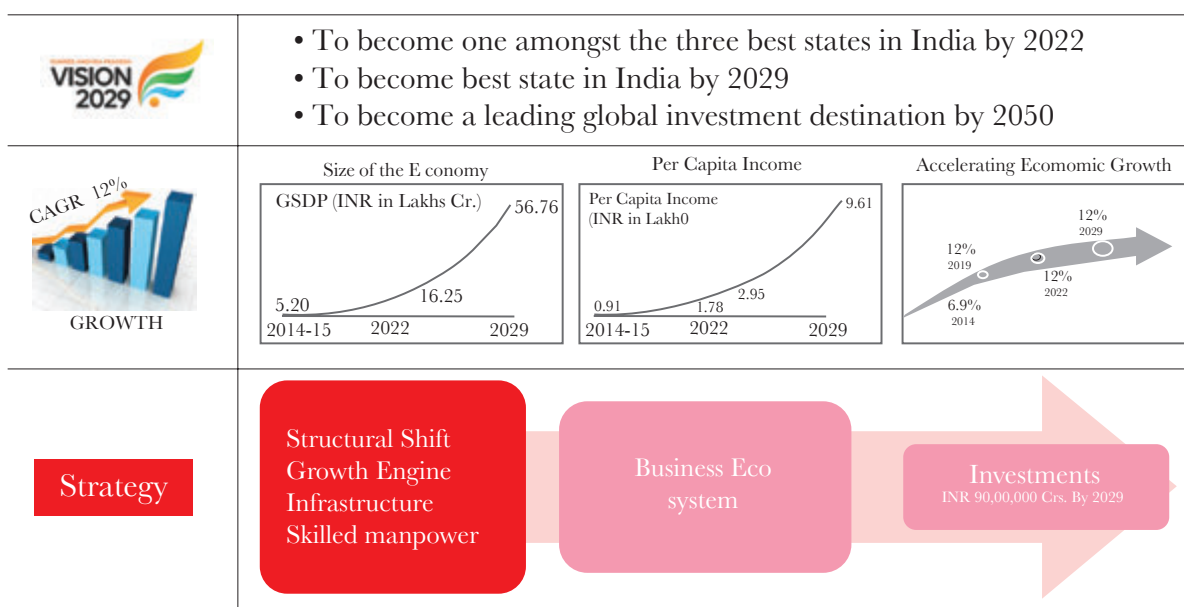 • To become one amongst the three best states in India by 2022
VISION
2029
• To become best state in India by 2029
• To become a leading global investment destination by 2050
CAGR 12%
GROWTH
Size of the E conomy
GSDP (INR in Lakhs Cr.)
56.76
16.25
5.20
2014-15
2022
2029
Per Capita Income
Per Capita Income
(INR in Lakh0
9.61
2.95
0.91
1.78
2014-15
2022
2029
Accelerating Ecomomic Growth
12%
2029
12%
2019
12%
2022
6.9%
2014
Strategy
Structural Shift
Growth Engine
Infrastructure
Skilled manpower
Business Eco
system
Investments
INR 90,00,000 Crs. By 2029